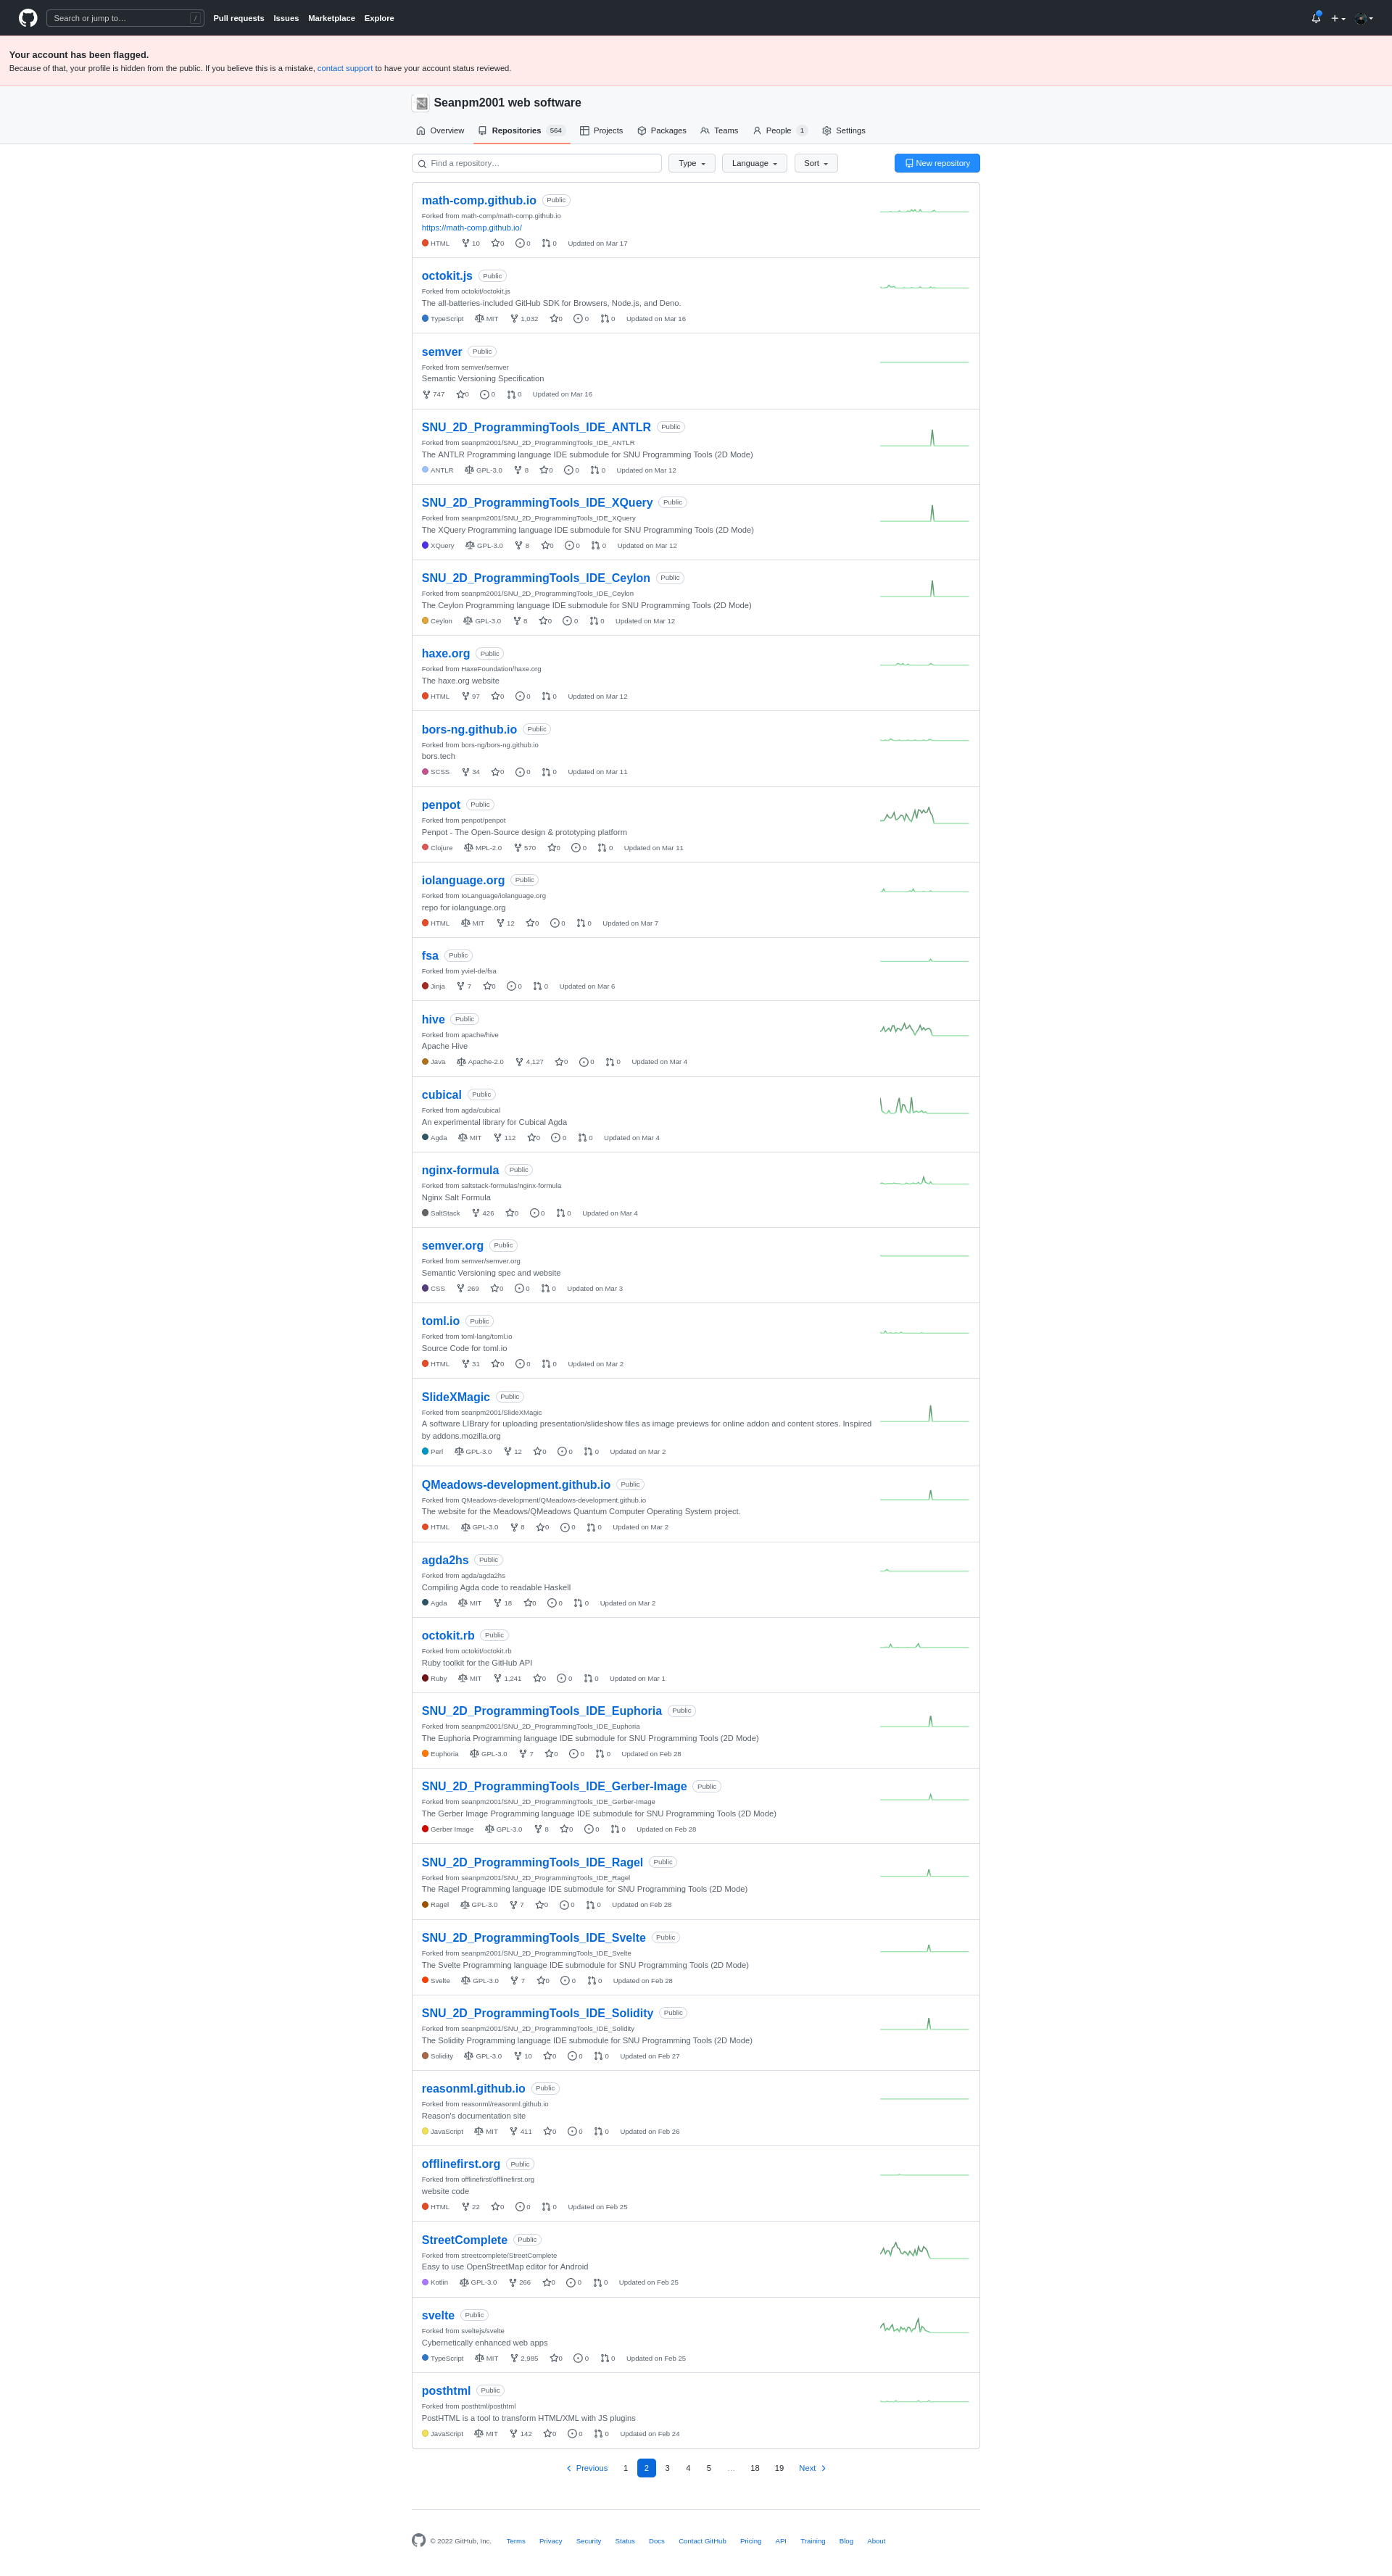 Search or jump to… /
Pull requests Issues Marketplace Explore
Your account has been flagged.
Because of that, your profile is hidden from the public. If you believe this is a mistake, contact support to have your account status reviewed.
Seanpm2001 web software
Overview Repositories 564 Projects Packages Teams People 1 Settings
Find a repository… Type Language Sort New repository
math-comp.github.io Public
Forked from math-comp/math-comp.github.io
https://math-comp.github.io/
HTML 10 0 0 0 Updated on Mar 17
octokit.js Public
Forked from octokit/octokit.js
The all-batteries-included GitHub SDK for Browsers, Node.js, and Deno.
TypeScript MIT 1,032 0 0 0 Updated on Mar 16
semver Public
Forked from semver/semver
Semantic Versioning Specification
747 0 0 0 Updated on Mar 16
SNU_2D_ProgrammingTools_IDE_ANTLR Public
Forked from seanpm2001/SNU_2D_ProgrammingTools_IDE_ANTLR
The ANTLR Programming language IDE submodule for SNU Programming Tools (2D Mode)
ANTLR GPL-3.0 8 0 0 0 Updated on Mar 12
SNU_2D_ProgrammingTools_IDE_XQuery Public
Forked from seanpm2001/SNU_2D_ProgrammingTools_IDE_XQuery
The XQuery Programming language IDE submodule for SNU Programming Tools (2D Mode)
XQuery GPL-3.0 8 0 0 0 Updated on Mar 12
SNU_2D_ProgrammingTools_IDE_Ceylon Public
Forked from seanpm2001/SNU_2D_ProgrammingTools_IDE_Ceylon
The Ceylon Programming language IDE submodule for SNU Programming Tools (2D Mode)
Ceylon GPL-3.0 8 0 0 0 Updated on Mar 12
haxe.org Public
Forked from HaxeFoundation/haxe.org
The haxe.org website
HTML 97 0 0 0 Updated on Mar 12
bors-ng.github.io Public
Forked from bors-ng/bors-ng.github.io
bors.tech
SCSS 34 0 0 0 Updated on Mar 11
penpot Public
Forked from penpot/penpot
Penpot - The Open-Source design & prototyping platform
Clojure MPL-2.0 570 0 0 0 Updated on Mar 11
iolanguage.org Public
Forked from IoLanguage/iolanguage.org
repo for iolanguage.org
HTML MIT 12 0 0 0 Updated on Mar 7
fsa Public
Forked from yviel-de/fsa
Jinja 7 0 0 0 Updated on Mar 6
hive Public
Forked from apache/hive
Apache Hive
Java Apache-2.0 4,127 0 0 0 Updated on Mar 4
cubical Public
Forked from agda/cubical
An experimental library for Cubical Agda
Agda MIT 112 0 0 0 Updated on Mar 4
nginx-formula Public
Forked from saltstack-formulas/nginx-formula
Nginx Salt Formula
SaltStack 426 0 0 0 Updated on Mar 4
semver.org Public
Forked from semver/semver.org
Semantic Versioning spec and website
CSS 269 0 0 0 Updated on Mar 3
toml.io Public
Forked from toml-lang/toml.io
Source Code for toml.io
HTML 31 0 0 0 Updated on Mar 2
SlideXMagic Public
Forked from seanpm2001/SlideXMagic
A software LIBrary for uploading presentation/slideshow files as image previews for online addon and content stores. Inspired
by addons.mozilla.org
Perl GPL-3.0 12 0 0 0 Updated on Mar 2
QMeadows-development.github.io Public
Forked from QMeadows-development/QMeadows-development.github.io
The website for the Meadows/QMeadows Quantum Computer Operating System project.
HTML GPL-3.0 8 0 0 0 Updated on Mar 2
agda2hs Public
Forked from agda/agda2hs
Compiling Agda code to readable Haskell
Agda MIT 18 0 0 0 Updated on Mar 2
octokit.rb Public
Forked from octokit/octokit.rb
Ruby toolkit for the GitHub API
Ruby MIT 1,241 0 0 0 Updated on Mar 1
SNU_2D_ProgrammingTools_IDE_Euphoria Public
Forked from seanpm2001/SNU_2D_ProgrammingTools_IDE_Euphoria
The Euphoria Programming language IDE submodule for SNU Programming Tools (2D Mode)
Euphoria GPL-3.0 7 0 0 0 Updated on Feb 28
SNU_2D_ProgrammingTools_IDE_Gerber-Image Public
Forked from seanpm2001/SNU_2D_ProgrammingTools_IDE_Gerber-Image
The Gerber Image Programming language IDE submodule for SNU Programming Tools (2D Mode)
Gerber Image GPL-3.0 8 0 0 0 Updated on Feb 28
SNU_2D_ProgrammingTools_IDE_Ragel Public
Forked from seanpm2001/SNU_2D_ProgrammingTools_IDE_Ragel
The Ragel Programming language IDE submodule for SNU Programming Tools (2D Mode)
Ragel GPL-3.0 7 0 0 0 Updated on Feb 28
SNU_2D_ProgrammingTools_IDE_Svelte Public
Forked from seanpm2001/SNU_2D_ProgrammingTools_IDE_Svelte
The Svelte Programming language IDE submodule for SNU Programming Tools (2D Mode)
Svelte GPL-3.0 7 0 0 0 Updated on Feb 28
SNU_2D_ProgrammingTools_IDE_Solidity Public
Forked from seanpm2001/SNU_2D_ProgrammingTools_IDE_Solidity
The Solidity Programming language IDE submodule for SNU Programming Tools (2D Mode)
Solidity GPL-3.0 10 0 0 0 Updated on Feb 27
reasonml.github.io Public
Forked from reasonml/reasonml.github.io
Reason's documentation site
JavaScript MIT 411 0 0 0 Updated on Feb 26
offlinefirst.org Public
Forked from offlinefirst/offlinefirst.org
website code
HTML 22 0 0 0 Updated on Feb 25
StreetComplete Public
Forked from streetcomplete/StreetComplete
Easy to use OpenStreetMap editor for Android
Kotlin GPL-3.0 266 0 0 0 Updated on Feb 25
svelte Public
Forked from sveltejs/svelte
Cybernetically enhanced web apps
TypeScript MIT 2,985 0 0 0 Updated on Feb 25
posthtml Public
Forked from posthtml/posthtml
PostHTML is a tool to transform HTML/XML with JS plugins
JavaScript MIT 142 0 0 0 Updated on Feb 24
Previous 1 2 3 4 5 … 18 19 Next
© 2022 GitHub, Inc. Terms Privacy Security Status Docs Contact GitHub Pricing API Training Blog About